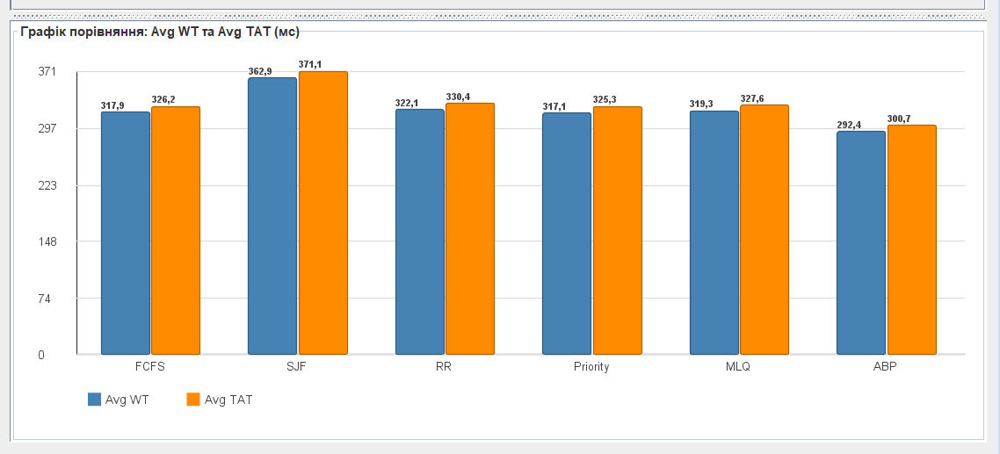 Графік порівняння: Avg WT та Avg TAT (мс)
371
297
223
148
74
0
317,9
326,2
362,9
371,1
322,1
330,4
317,1
325,3
319,3
327,6
292,4
300,7
FCFS
SJF
RR
Priority
MLQ
ABP
Avg WT
Avg TAT